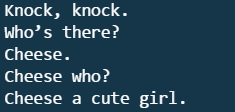 Knock, knock.
Who’s there?
Cheese.
Cheese who?
Cheese a cute girl.